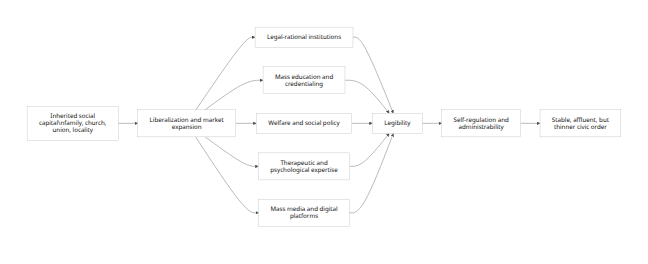 Inherited social
capital\nfamily, church,
union, locality
Liberalization and market
expansion
Legal-rational institutions
Mass education and
credentialing
Welfare and social policy
Therapeutic and
psychological expertise
Mass media and digital
platforms
Legibility
Self-regulation and
administrability
Stable, affluent, but
thinner civic order